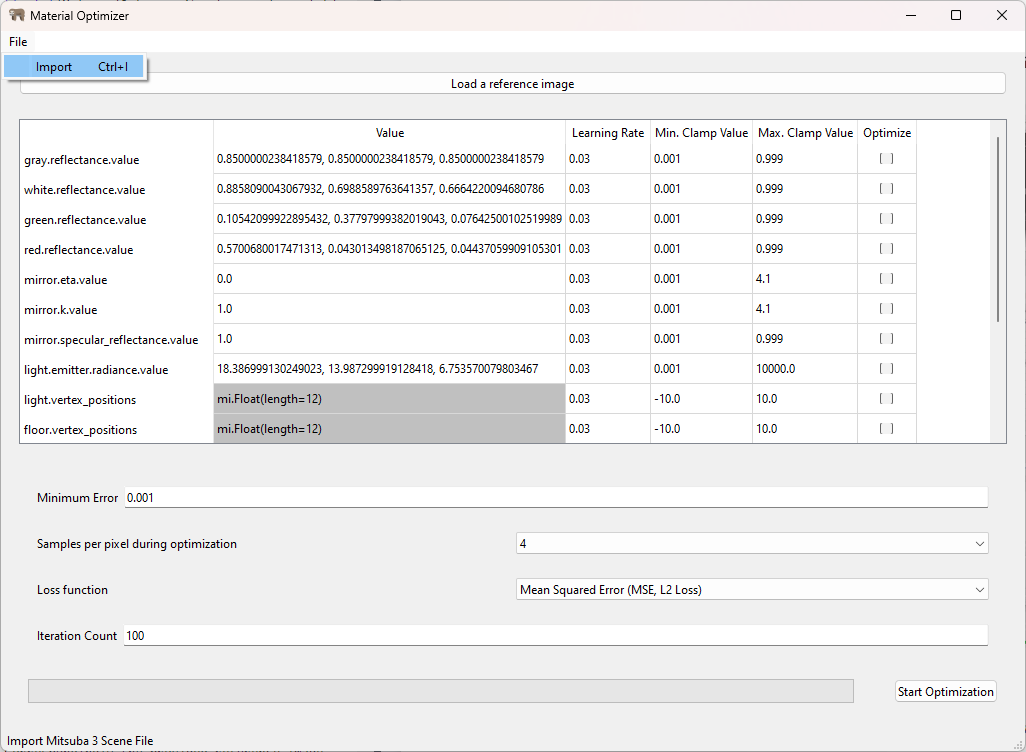 Material Optimizer
File
Import Ctrl+I
Load a reference image
Value Learning Rate Min. Clamp Value Max. Clamp Value Optimize
gray.reflectance.value 0.8500000238418579, 0.8500000238418579, 0.8500000238418579 0.03 0.001 0.999
white.reflectance.value 0.8858090043067932, 0.6988589763641357, 0.6664220094680786 0.03 0.001 0.999
green.reflectance.value 0.10542099922895432, 0.37797999382019043, 0.07642500102519989 0.03 0.001 0.999
red.reflectance.value 0.5700680017471313, 0.043013498187065125, 0.04437059909105301 0.03 0.001 0.999
mirror.eta.value 0.0 0.03 0.001 4.1
mirror.k.value 1.0 0.03 0.001 4.1
mirror.specular_reflectance.value 1.0 0.03 0.001 0.999
light.emitter.radiance.value 18.386999130249023, 13.987299919128418, 6.753570079803467 0.03 0.001 10000.0
light.vertex_positions mi.Float(length=12) 0.03 -10.0 10.0
floor.vertex_positions mi.Float(length=12) 0.03 -10.0 10.0
Minimum Error 0.001
Samples per pixel during optimization 4
Loss function Mean Squared Error (MSE, L2 Loss)
Iteration Count 100
Start Optimization
Import Mitsuba 3 Scene File